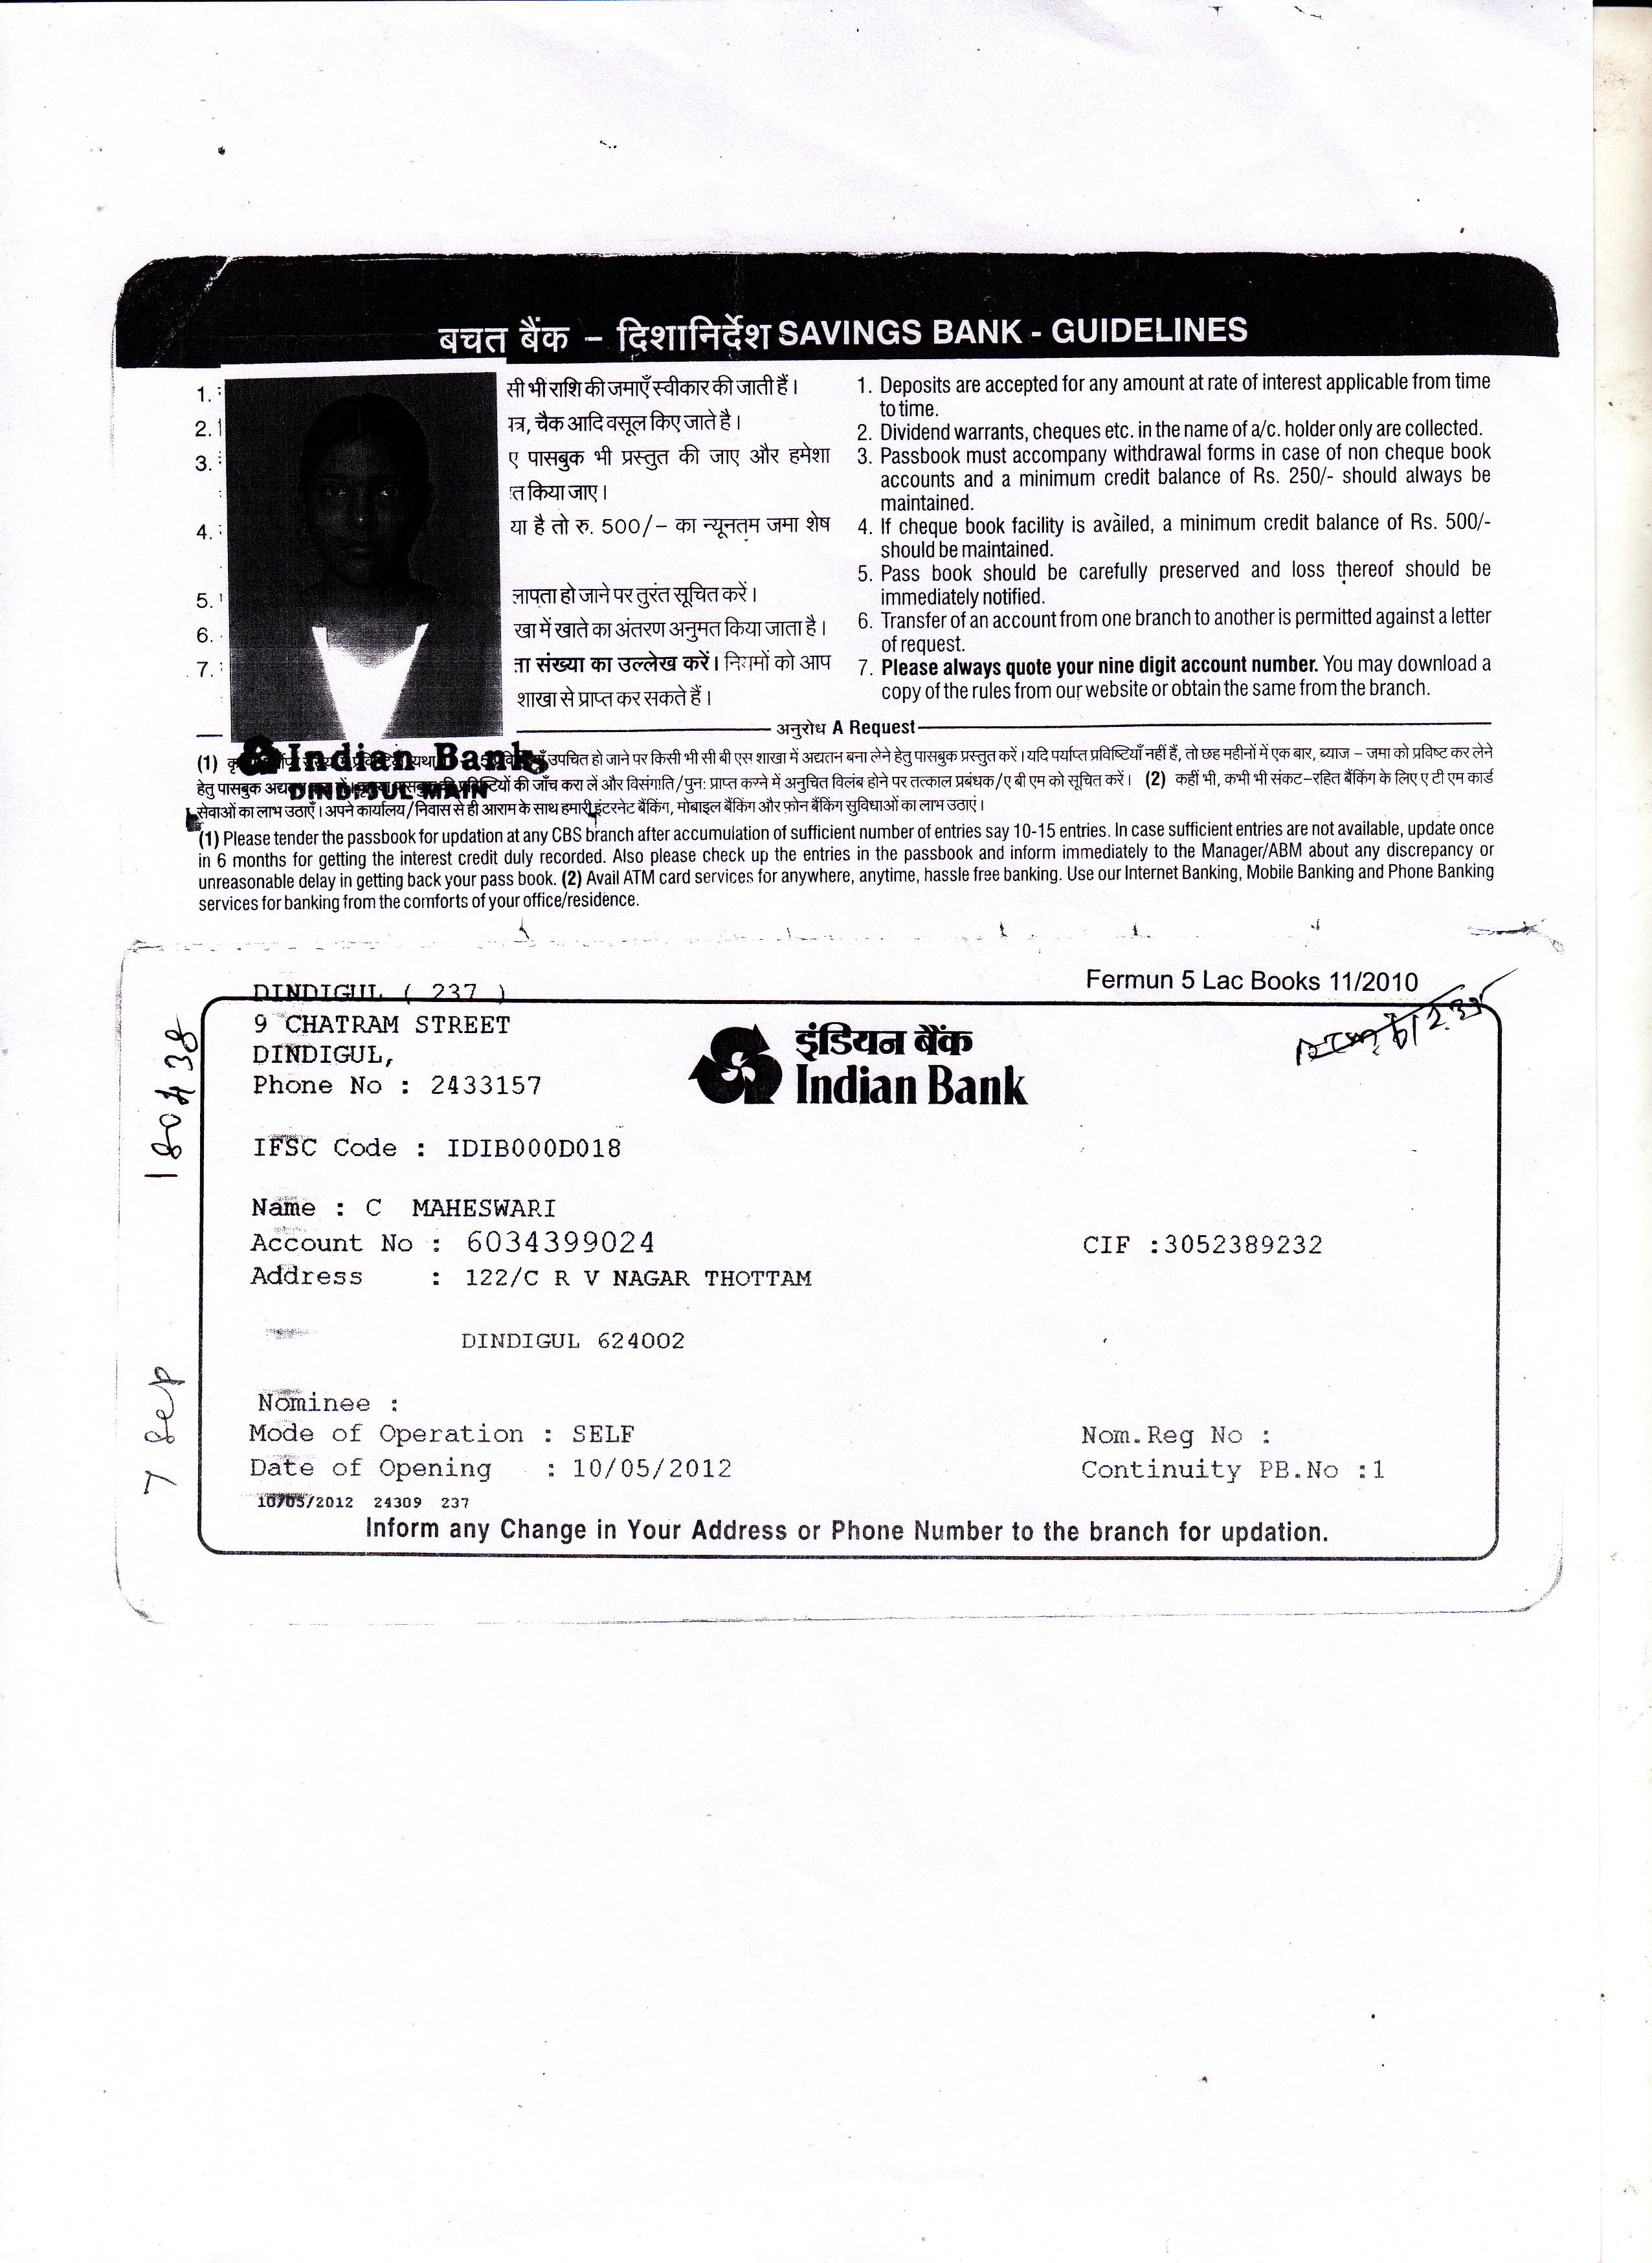 बचत बैंक – दिशानिर्देश SAVINGS BANK - GUIDELINES
1.
सी भी राशि की जमाएँ स्वीकार की जाती हैं।
2.
त्र, चैक आदि वसूल किए जाते है।
3.
ए पासबुक भी प्रस्तुत की जाए और हमेशा
त किया जाए।
4.
या है तो रु. 500/– का न्यूनतम जमा शेष
5.
लापता हो जाने पर तुरंत सूचित करें।
6.
खा में खाते का अंतरण अनुमत किया जाता है।
7.
ता संख्या का उल्लेख करें। नियमों को आप
शाखा से प्राप्त कर सकते हैं।
1. Deposits are accepted for any amount at rate of interest applicable from time
to time.
2. Dividend warrants, cheques etc. in the name of a/c. holder only are collected.
3. Passbook must accompany withdrawal forms in case of non cheque book
accounts and a minimum credit balance of Rs. 250/- should always be
maintained.
4. If cheque book facility is availed, a minimum credit balance of Rs. 500/-
should be maintained.
5. Pass book should be carefully preserved and loss thereof should be
immediately notified.
6. Transfer of an account from one branch to another is permitted against a letter
of request.
7. Please always quote your nine digit account number. You may download a
copy of the rules from our website or obtain the same from the branch.
अनुरोध A Request
Indian Bank
DINDIGUL MAIN
(1) उपचित हो जाने पर किसी भी सी बी एस शाखा में अद्यतन बना लेने हेतु पासबुक प्रस्तुत करें। यदि पर्याप्त प्रविष्टियाँ नहीं हैं, तो छह महीनों में एक बार, ब्याज – जमा को प्रविष्ट कर लेने
हेतु पासबुक की जाँच करा लें और विसंगति/पुनः प्राप्त करने में अनुचित विलंब होने पर तत्काल प्रबंधक/ए बी एम को सूचित करें। (2) कहीं भी, कभी भी संकट–रहित बैंकिंग के लिए ए टी एम कार्ड
सेवाओं का लाभ उठाएँ। अपने कार्यालय/निवास से ही आराम के साथ हमारी इंटरनेट बैंकिंग, मोबाइल बैंकिंग और फ़ोन बैंकिंग सुविधाओं का लाभ उठाएं।
(1) Please tender the passbook for updation at any CBS branch after accumulation of sufficient number of entries say 10-15 entries. In case sufficient entries are not available, update once
in 6 months for getting the interest credit duly recorded. Also please check up the entries in the passbook and inform immediately to the Manager/ABM about any discrepancy or
unreasonable delay in getting back your pass book. (2) Avail ATM card services for anywhere, anytime, hassle free banking. Use our Internet Banking, Mobile Banking and Phone Banking
services for banking from the comforts of your office/residence.
Fermun 5 Lac Books 11/2010
DINDIGUL ( 237 )
9 CHATRAM STREET
DINDIGUL,
Phone No : 2433157
इंडियन बैंक
Indian Bank
IFSC Code : IDIB000D018
Name : C MAHESWARI
Account No : 6034399024
CIF :3052389232
Address : 122/C R V NAGAR THOTTAM
DINDIGUL 624002
Nominee :
Mode of Operation : SELF
Nom.Reg No :
Date of Opening : 10/05/2012
Continuity PB.No :1
10/05/2012 24309 237
Inform any Change in Your Address or Phone Number to the branch for updation.